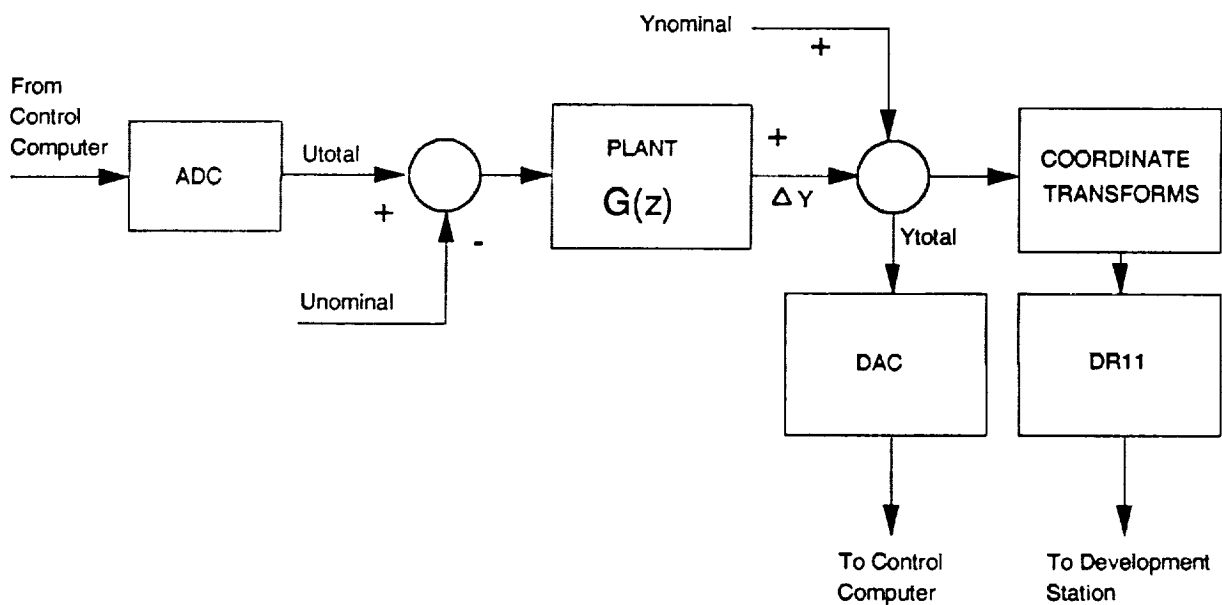 Ynominal
+
From
Control
Computer
ADC
Utotal
+
-
Unominal
PLANT
G(z)
+
Δ Y
Ytotal
COORDINATE
TRANSFORMS
DAC
DR11
To Control
Computer
To Development
Station